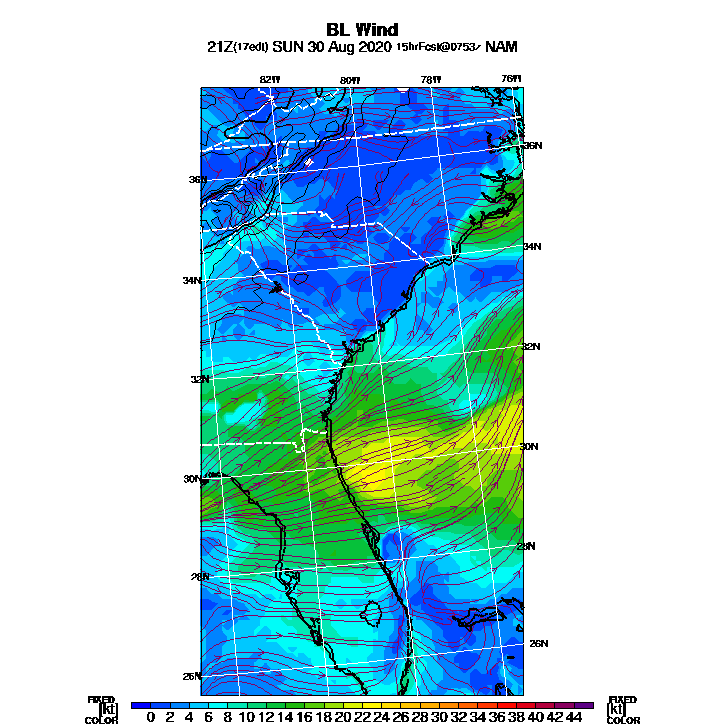 BL Wind
21Z(17edt) SUN 30 Aug 2020 15hrFcst@0753z NAM
82W 80W 78W 76W
36N
36N
34N
34N
32N
32N
30N
30N
28N
28N
26N
26N
FIXED FIXED
[kt] 0 2 4 6 8 10 12 14 16 18 20 22 24 26 28 30 32 34 36 38 40 42 44 [kt]
COLOR COLOR